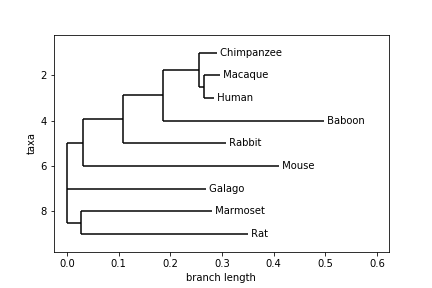 Chimpanzee
2
Macaque
Human
4
Baboon
Rabbit
6
Mouse
Galago
8
Marmoset
Rat
taxa
0.0 0.1 0.2 0.3 0.4 0.5 0.6
branch length